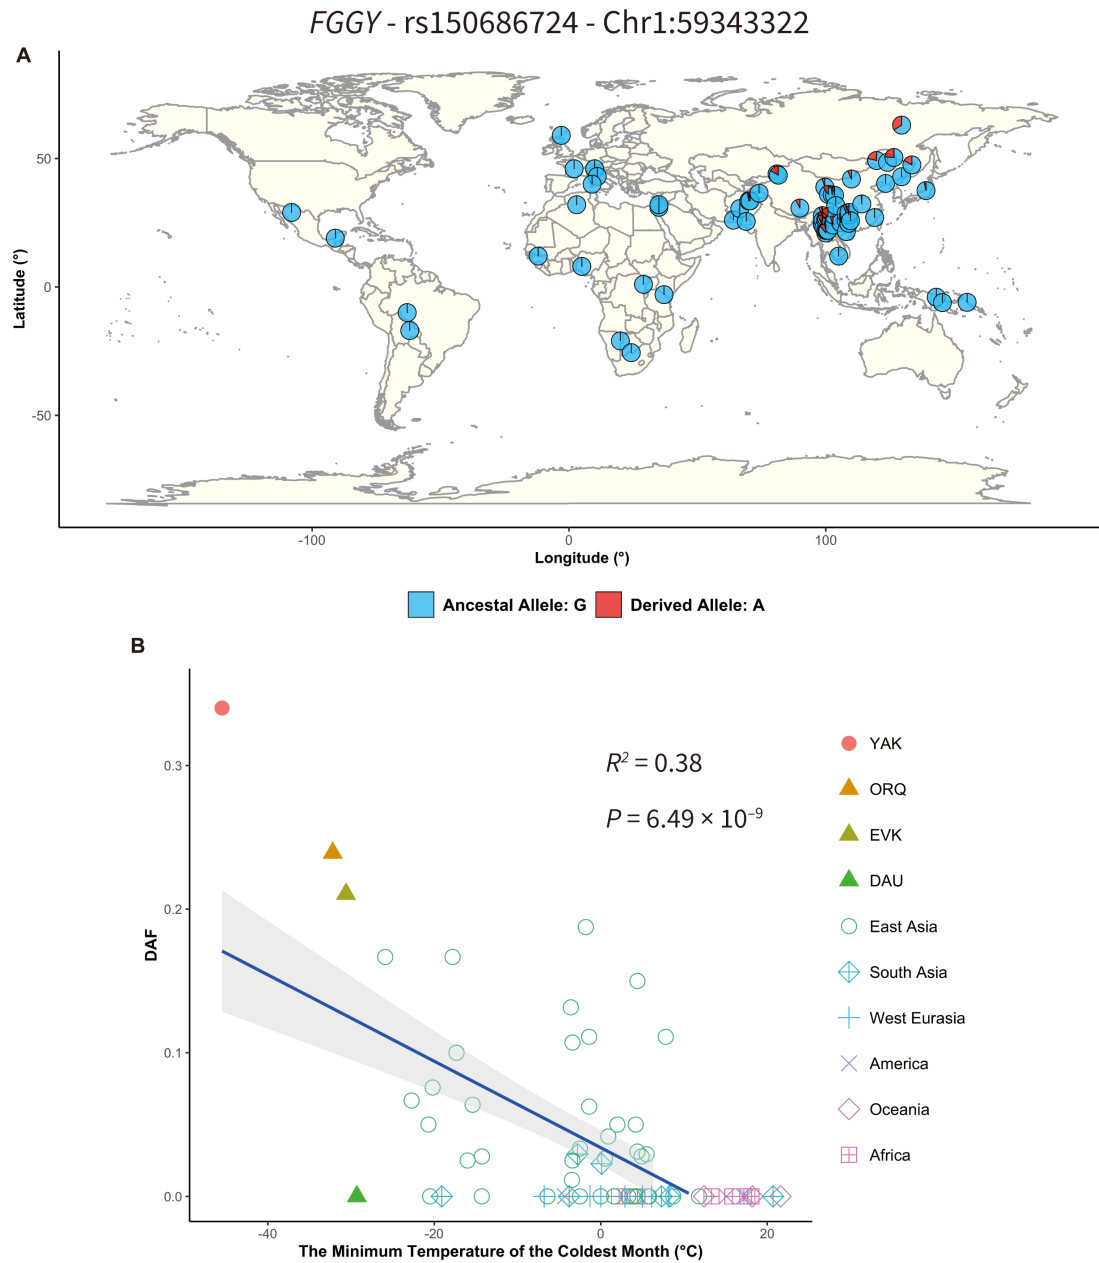 FGGY - rs150686724 - Chr1:59343322
A
Latitude (°)
50
0
-50
-100
0
100
Longitude (°)
Ancestal Allele: G
Derived Allele: A
B
DAF
0.3
0.2
0.1
0.0
R² = 0.38
P = 6.49 × 10⁻⁹
-40
-20
0
20
The Minimum Temperature of the Coldest Month (°C)
YAK
ORQ
EVK
DAU
East Asia
South Asia
West Eurasia
America
Oceania
Africa